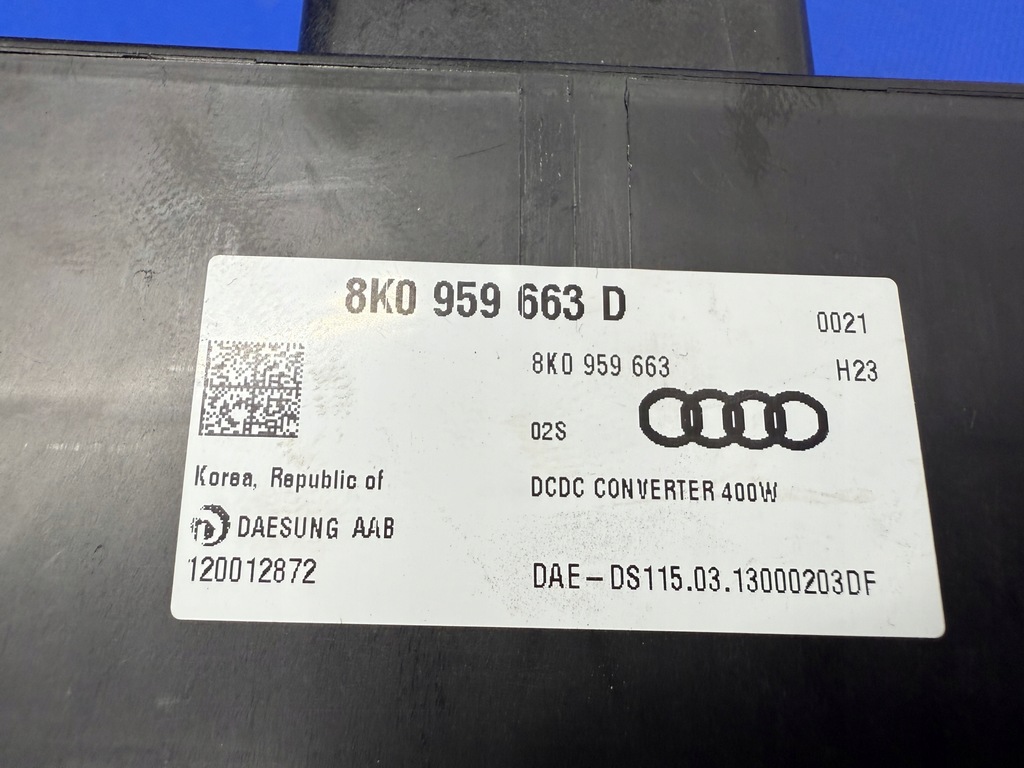 8K0 959 663 D
0021
8K0 959 663
H23
02S
Korea, Republic of
DCDC CONVERTER 400W
DAESUNG AAB
120012872
DAE-DS115.03.13000203DF